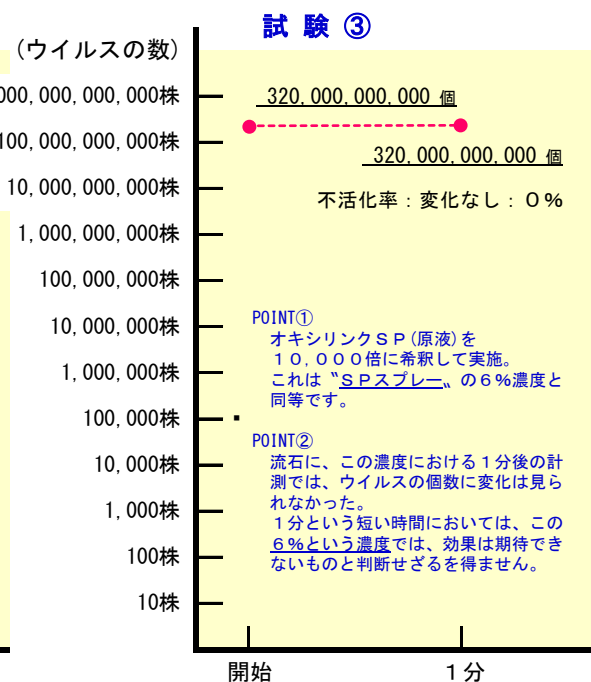 試 験 ③
(ウイルスの数)
000,000,000,000株
100,000,000,000株
10,000,000,000株
1,000,000,000株
100,000,000株
10,000,000株
1,000,000株
100,000株
10,000株
1,000株
100株
10株
320,000,000,000 個
320,000,000,000 個
不活化率：変化なし：０％
POINT①
オキシリンクＳＰ(原液)を
１０,０００倍に希釈して実施。
これは〝ＳＰスプレー〟の６%濃度と
同等です。
POINT②
流石に、この濃度における１分後の計
測では、ウイルスの個数に変化は見ら
れなかった。
１分という短い時間においては、この
６%という濃度では、効果は期待でき
ないものと判断せざるを得ません。
開始
１分